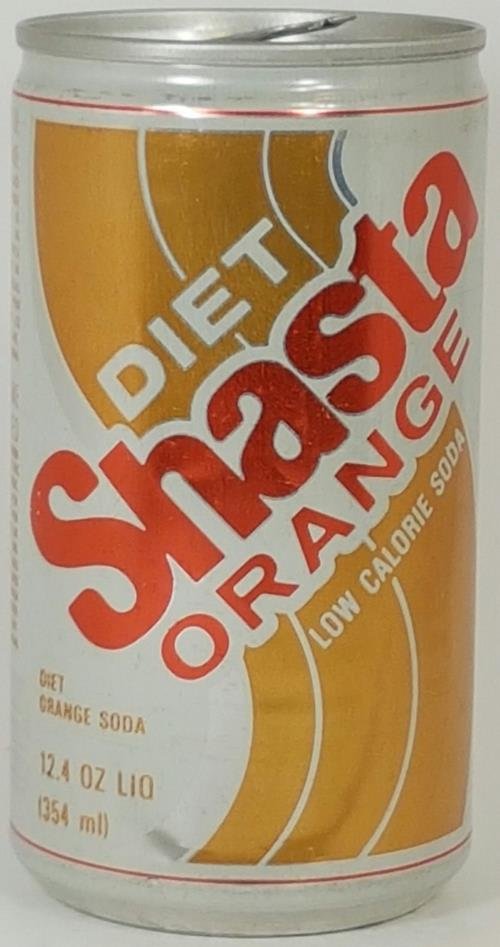 DIET
Shasta
ORANGE
LOW CALORIE SODA
DIET
ORANGE SODA
12.4 OZ LIQ
(354 ml)